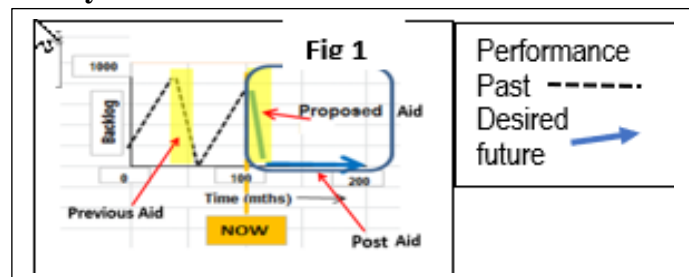 Fig 1
1000
Backlog
Proposed Aid
0
100
200
Time (mths)
Previous Aid
NOW
Post Aid
Performance
Past
Desired
future